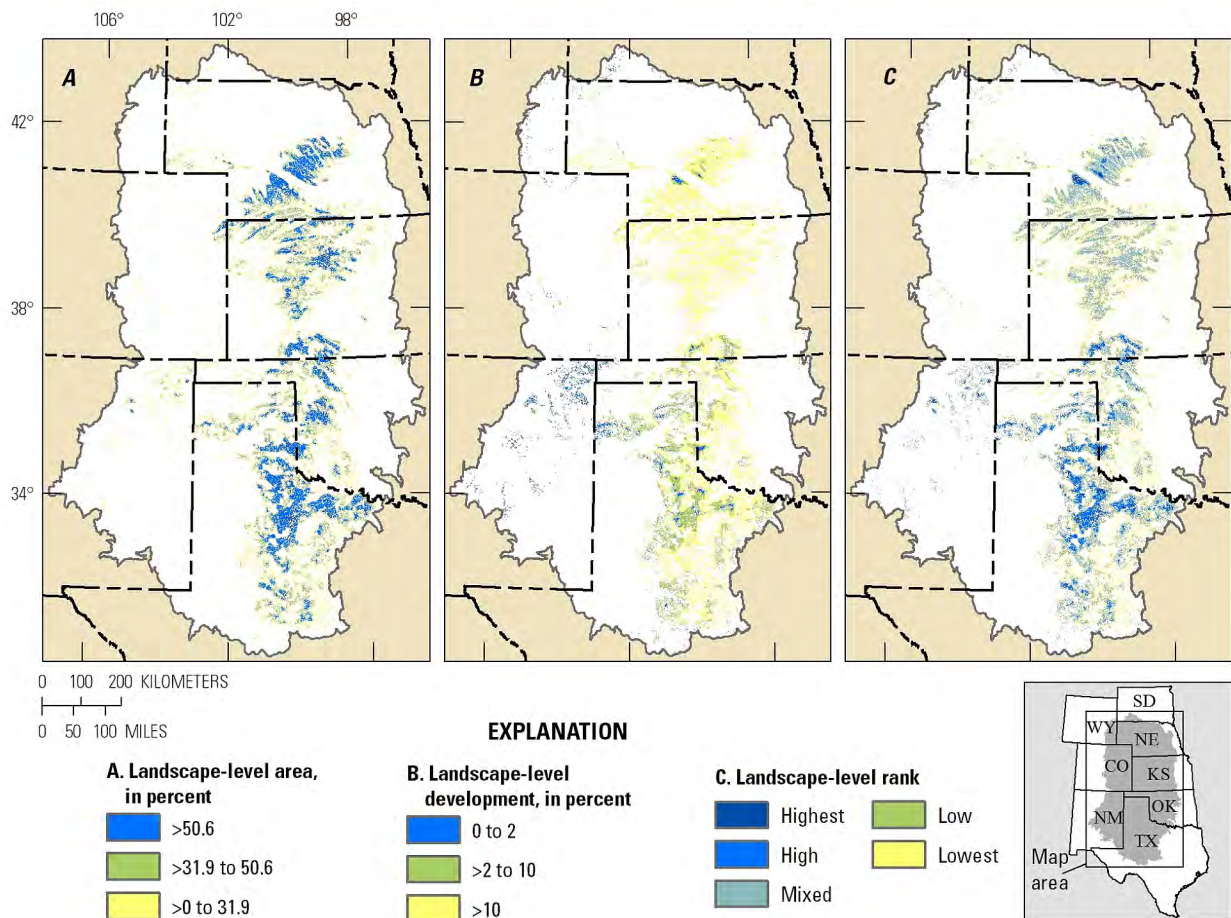 106° 102° 98°
A B C
42°
38°
34°
0 100 200 KILOMETERS
0 50 100 MILES
EXPLANATION
A. Landscape-level area,
in percent
>50.6
>31.9 to 50.6
>0 to 31.9
B. Landscape-level
development, in percent
0 to 2
>2 to 10
>10
C. Landscape-level rank
Highest
High
Mixed
Low
Lowest
SD
WY
NE
CO
KS
OK
NM
TX
Map
area